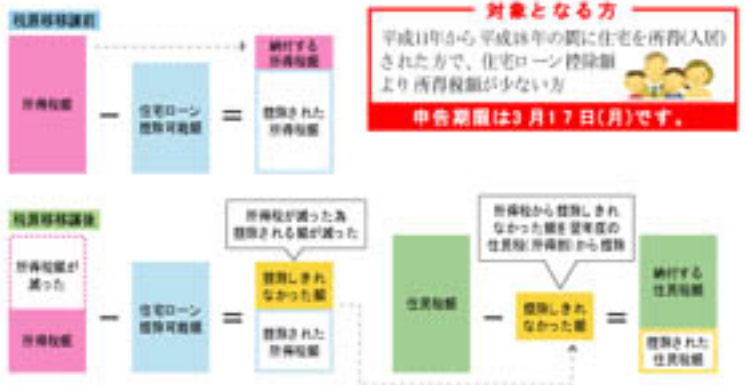 税源移譲前
所得税額
住宅ローン
控除可能額
納付する
所得税額
控除された
所得税額
対象となる方
平成11年から平成18年の間に住宅を所得(入居)
された方で、住宅ローン控除額
より所得税額が少ない方
申告期限は3月17日(月)です。
税源移譲後
所得税額が
減った
所得税額
住宅ローン
控除可能額
所得税が減った為
控除される額が減った
控除しきれ
なかった額
控除された
所得税額
住民税額
所得税から控除しきれ
なかった額を翌年度の
住民税(所得割)から控除
控除しきれ
なかった額
納付する
住民税額
控除された
住民税額